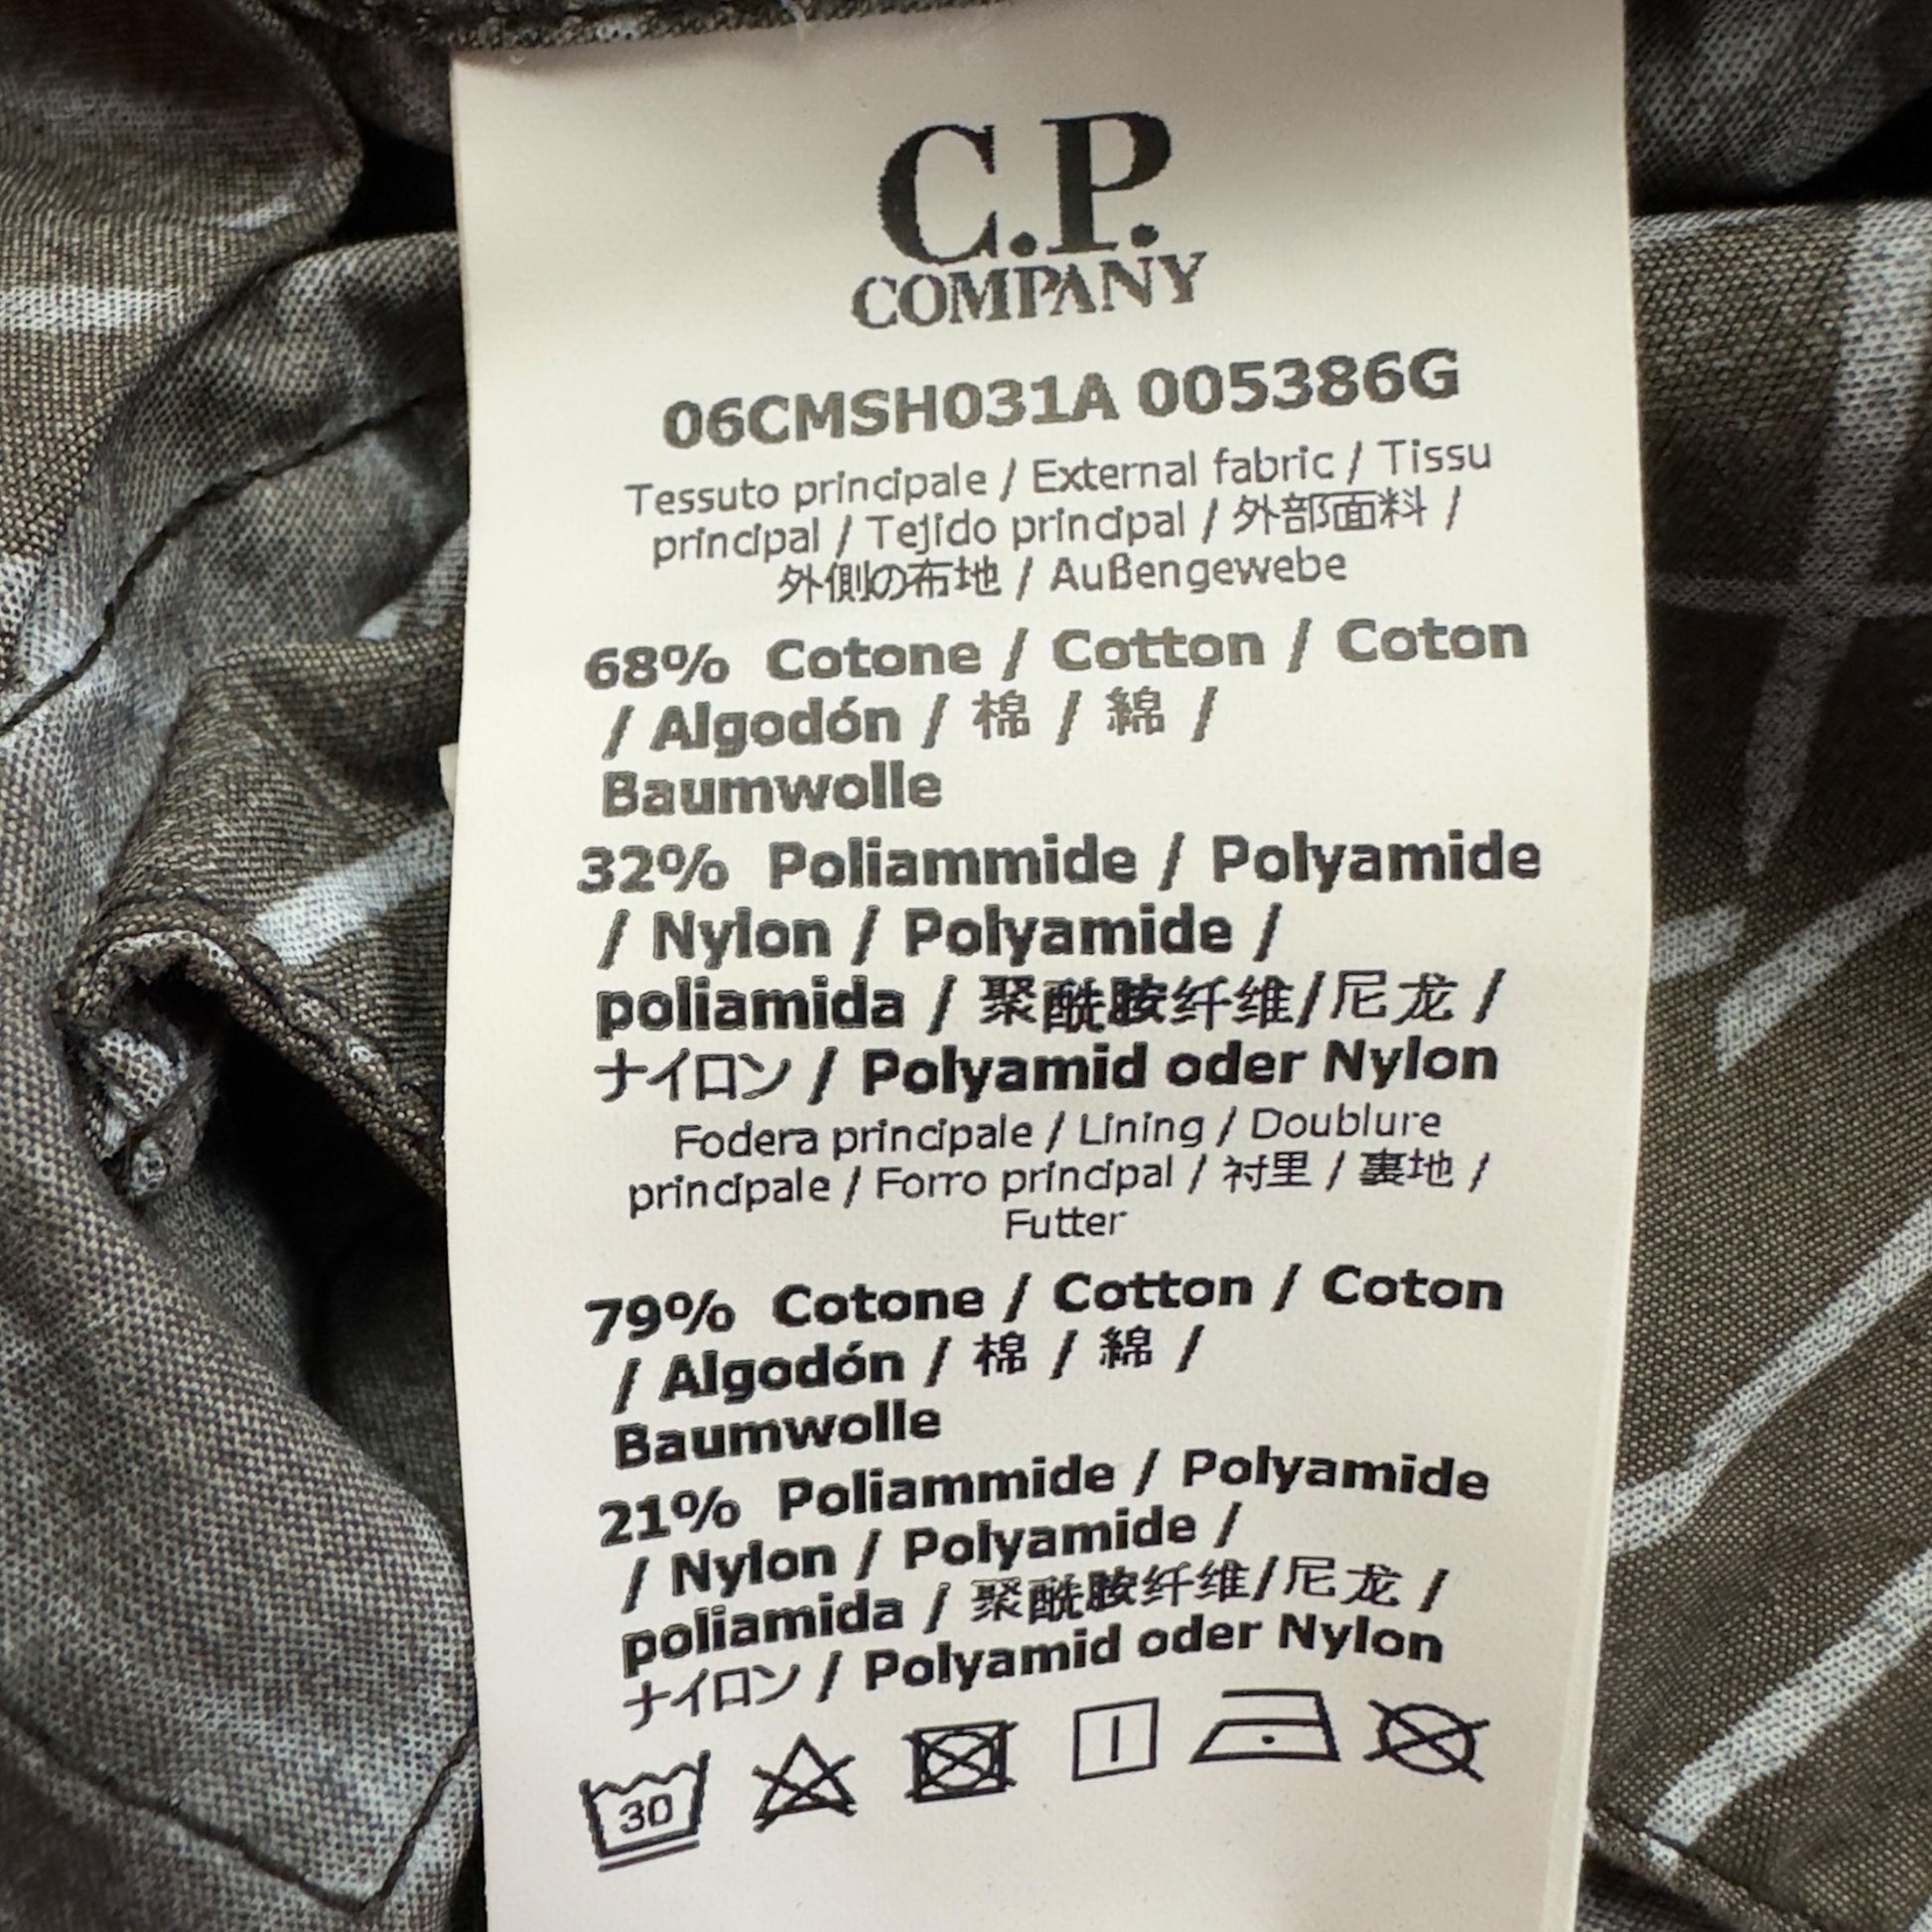 C.P.
COMPANY
06CMSH031A 005386G
Tessuto principale / External fabric / Tissu
principal / Tejido principal / 外部面料 /
外側の布地 / Außengewebe
68% Cotone / Cotton / Coton
/ Algodón / 棉 / 綿 /
Baumwolle
32% Poliammide / Polyamide
/ Nylon / Polyamide /
poliamida / 聚酰胺纤维/尼龙 /
ナイロン / Polyamid oder Nylon
Fodera principale / Lining / Doublure
principale / Forro principal / 衬里 / 裏地 /
Futter
79% Cotone / Cotton / Coton
/ Algodón / 棉 / 綿 /
Baumwolle
21% Poliammide / Polyamide
/ Nylon / Polyamide /
poliamida / 聚酰胺纤维/尼龙 /
ナイロン / Polyamid oder Nylon
30